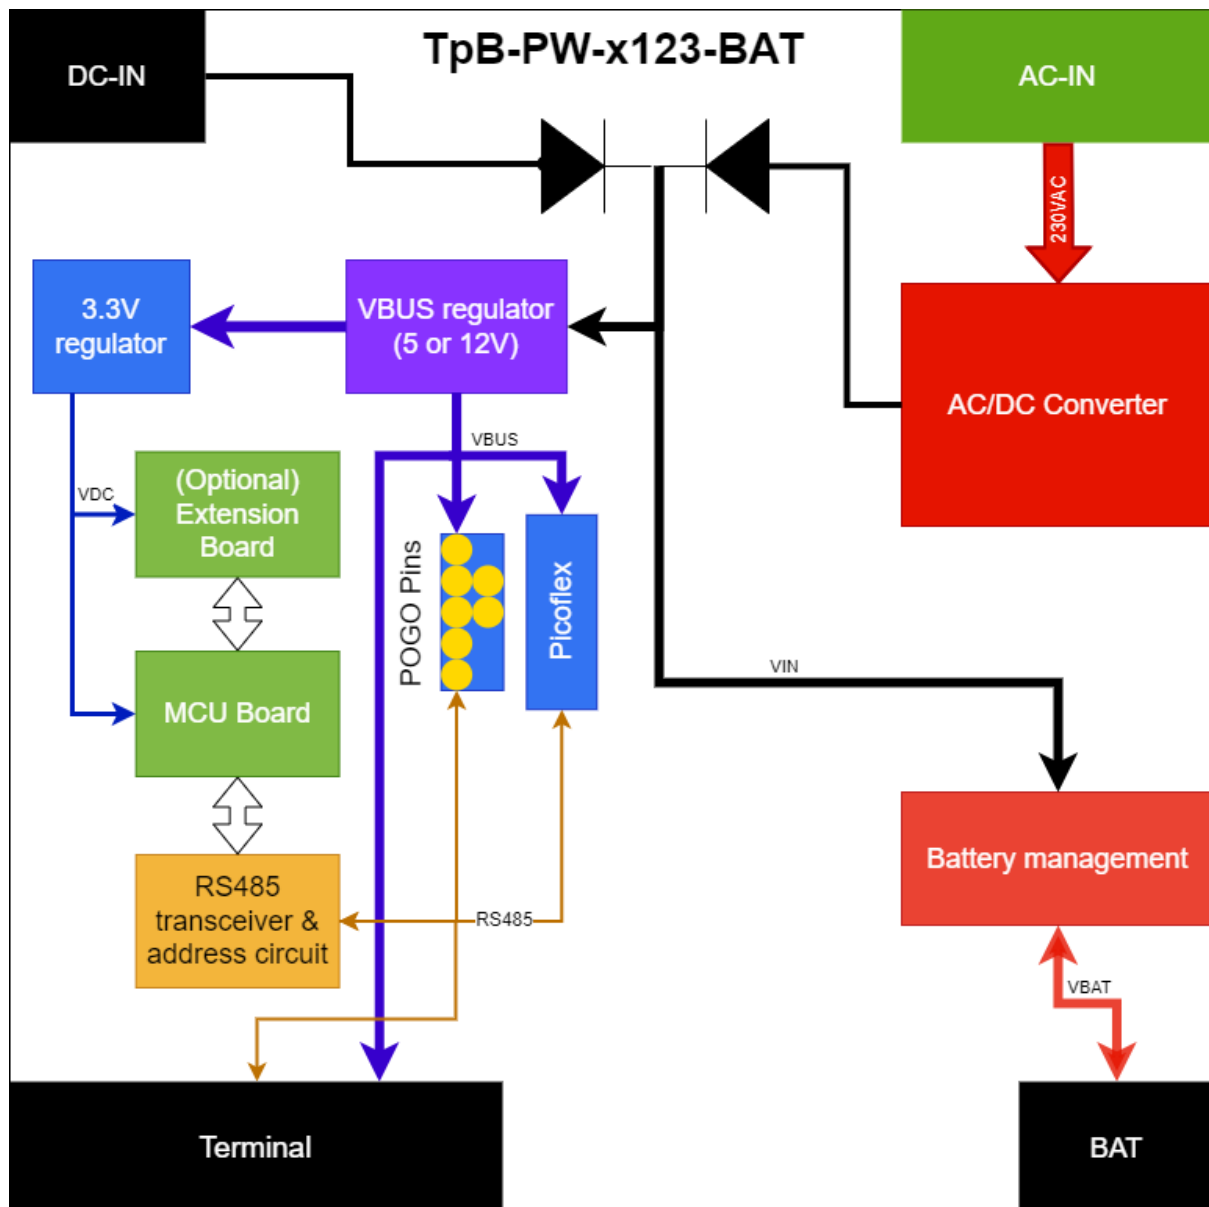 TpB-PW-x123-BAT
DC-IN
AC-IN
230VAC
3.3V
regulator
VBUS regulator
(5 or 12V)
AC/DC Converter
VBUS
(Optional)
Extension
Board
VDC
POGO Pins
Picoflex
MCU Board
VIN
Battery management
RS485
transceiver &
address circuit
RS485
VBAT
Terminal
BAT